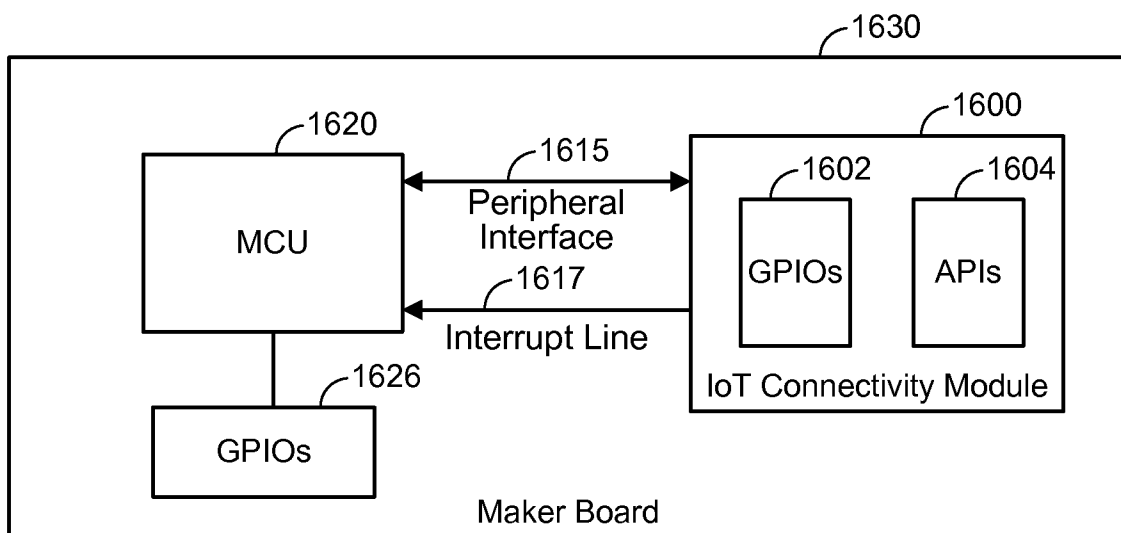 1630
1620
1600
1615
1602
1604
Peripheral
Interface
MCU
GPIOs
APIs
1617
Interrupt Line
IoT Connectivity Module
1626
GPIOs
Maker Board